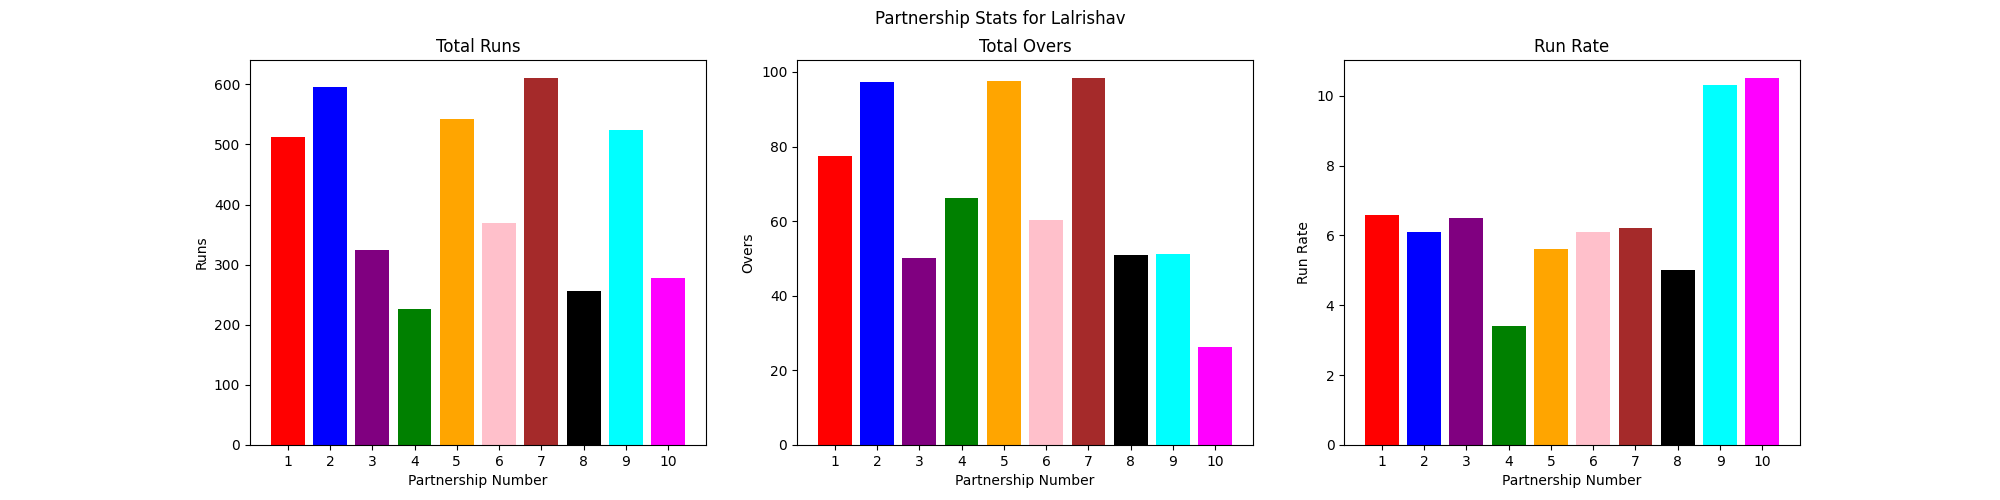 Partnership Stats for Lalrishav
Total Runs
Runs
600
500
400
300
200
100
0
1 2 3 4 5 6 7 8 9 10
Partnership Number
Total Overs
Overs
100
80
60
40
20
0
1 2 3 4 5 6 7 8 9 10
Partnership Number
Run Rate
Run Rate
10
8
6
4
2
0
1 2 3 4 5 6 7 8 9 10
Partnership Number